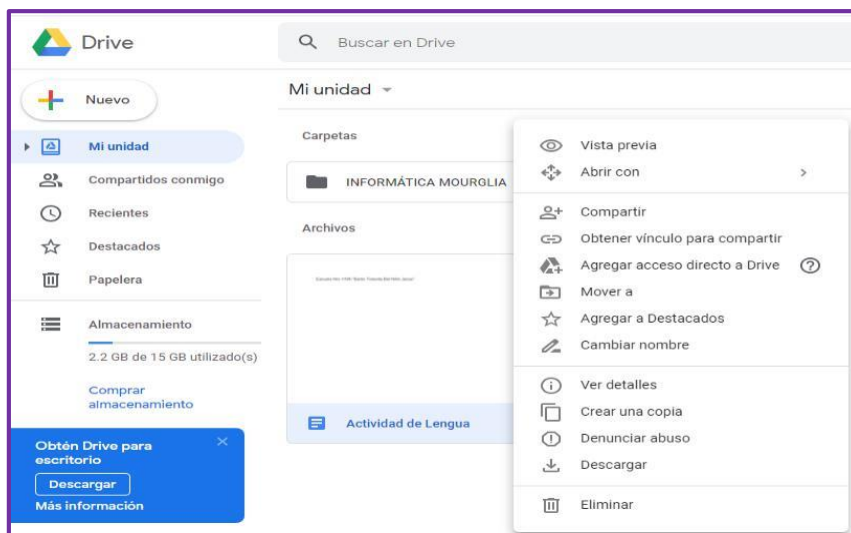 Drive
Buscar en Drive
Nuevo
Mi unidad
Compartidos conmigo
Recientes
Destacados
Papelera
Almacenamiento
2.2 GB de 15 GB utilizado(s)
Comprar
almacenamiento
Obtén Drive para
escritorio
Descargar
Más información
Mi unidad
Carpetas
INFORMÁTICA MOURGLIA
Archivos
Actividad de Lengua
Vista previa
Abrir con
Compartir
Obtener vínculo para compartir
Agregar acceso directo a Drive
Mover a
Agregar a Destacados
Cambiar nombre
Ver detalles
Crear una copia
Denunciar abuso
Descargar
Eliminar